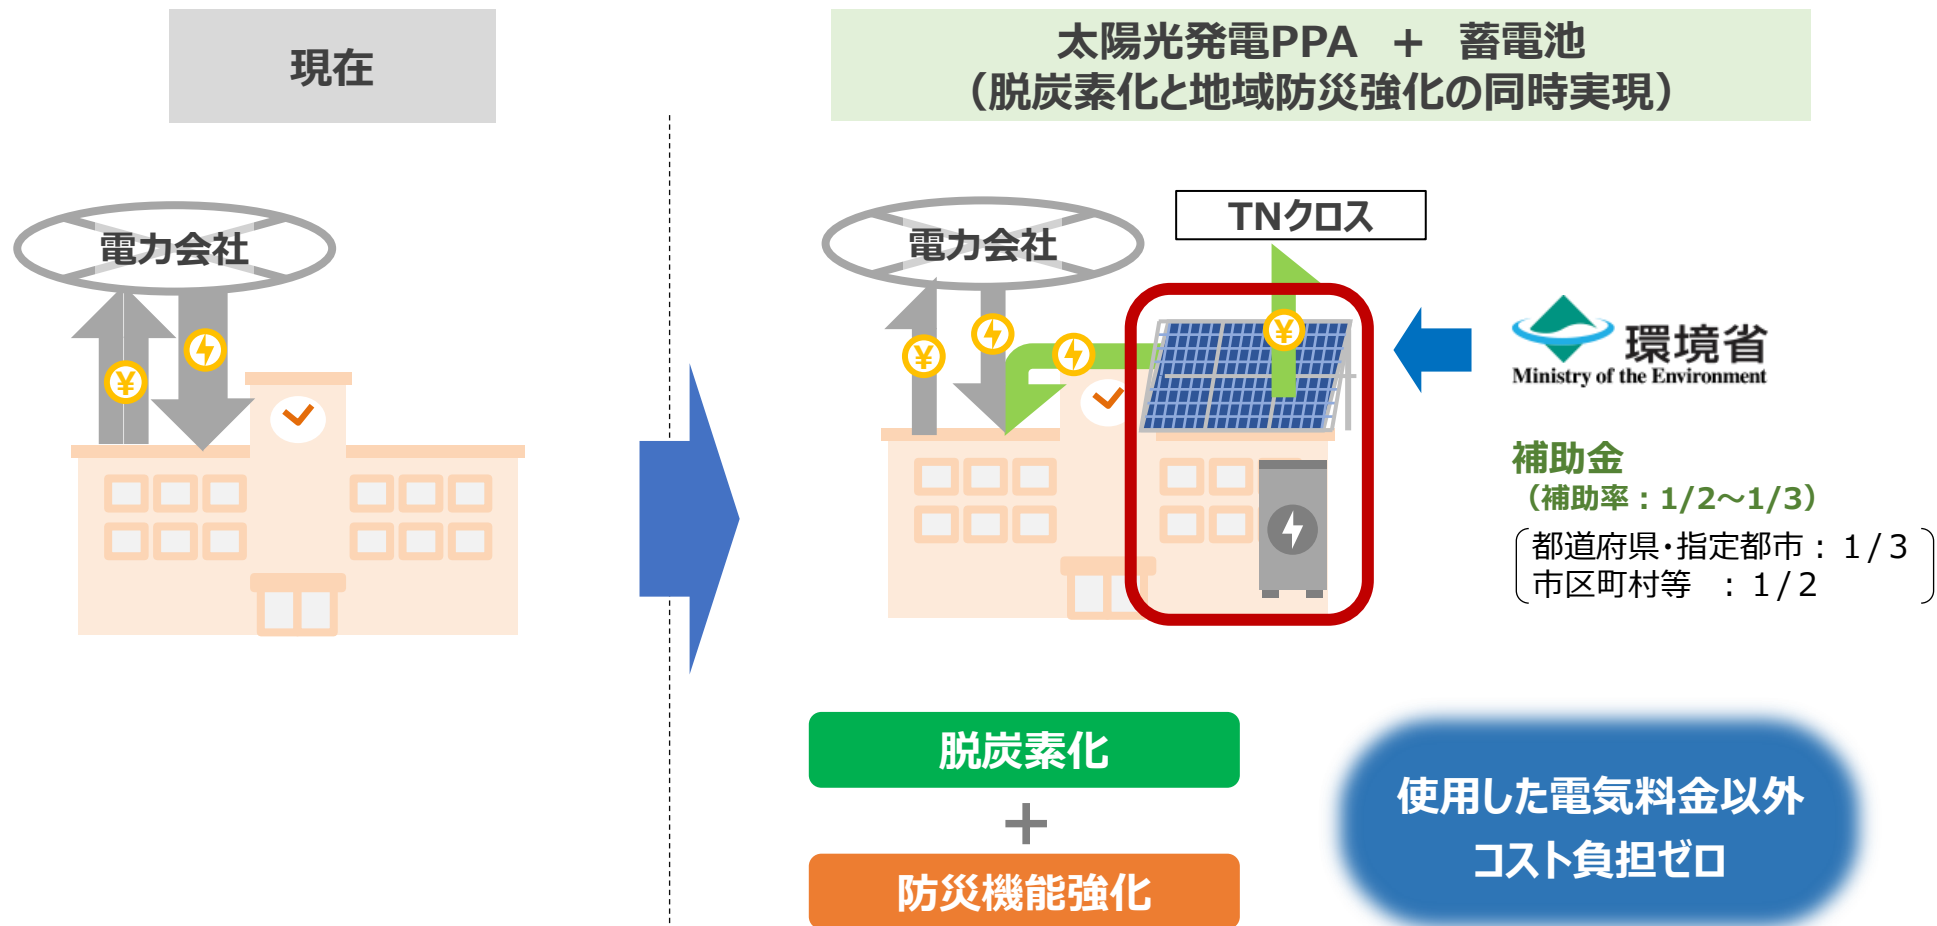 現在
太陽光発電PPA ＋ 蓄電池
（脱炭素化と地域防災強化の同時実現）
電力会社
¥
電力会社
TNクロス
¥
¥
環境省
Ministry of the Environment
補助金
（補助率：1/2～1/3）
都道府県・指定都市：１/３
市区町村等　：１/２
脱炭素化
＋
防災機能強化
使用した電気料金以外
コスト負担ゼロ